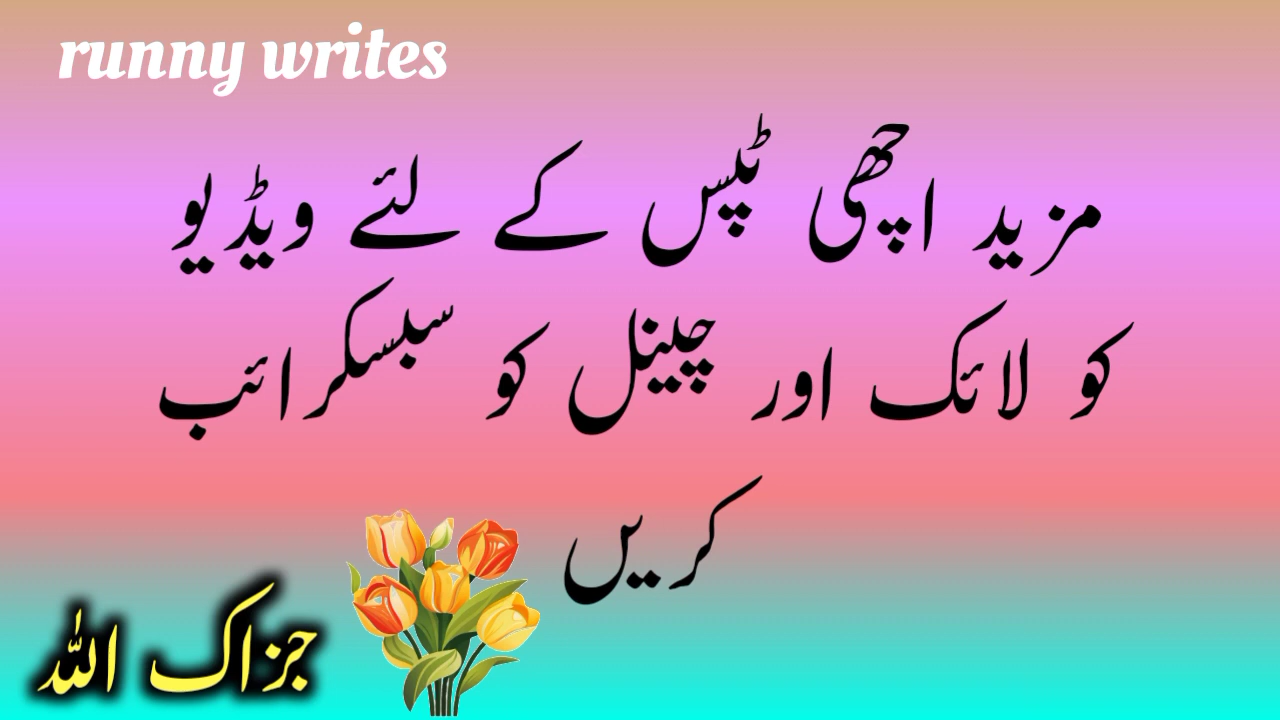 runny writes
مزید اچھی ٹپس کے لئے ویڈیو
کو لائک اور چینل کو سبسکرائب
کریں
جزاک اللہ